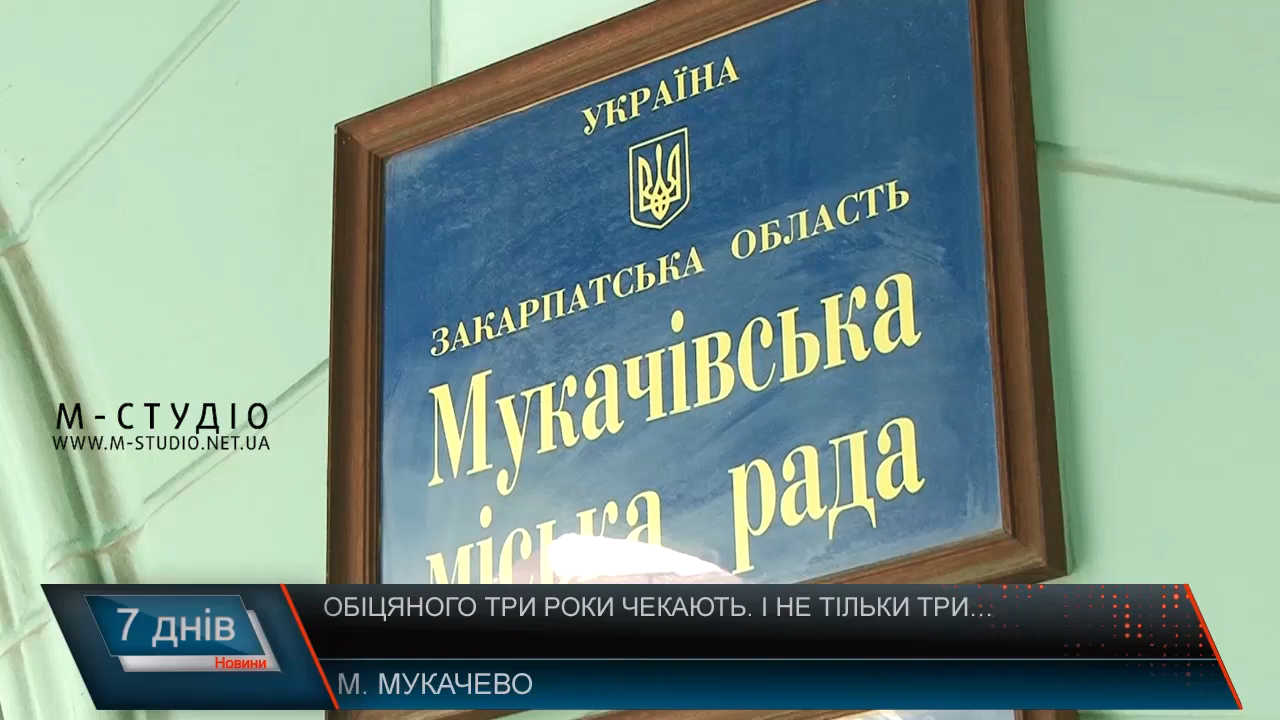 УКРАЇНА
ЗАКАРПАТСЬКА ОБЛАСТЬ
Мукачівська
міська рада
М-СТУДІО
WWW.M-STUDIO.NET.UA
7 днів
Новини
ОБІЦЯНОГО ТРИ РОКИ ЧЕКАЮТЬ. І НЕ ТІЛЬКИ ТРИ...
М. МУКАЧЕВО